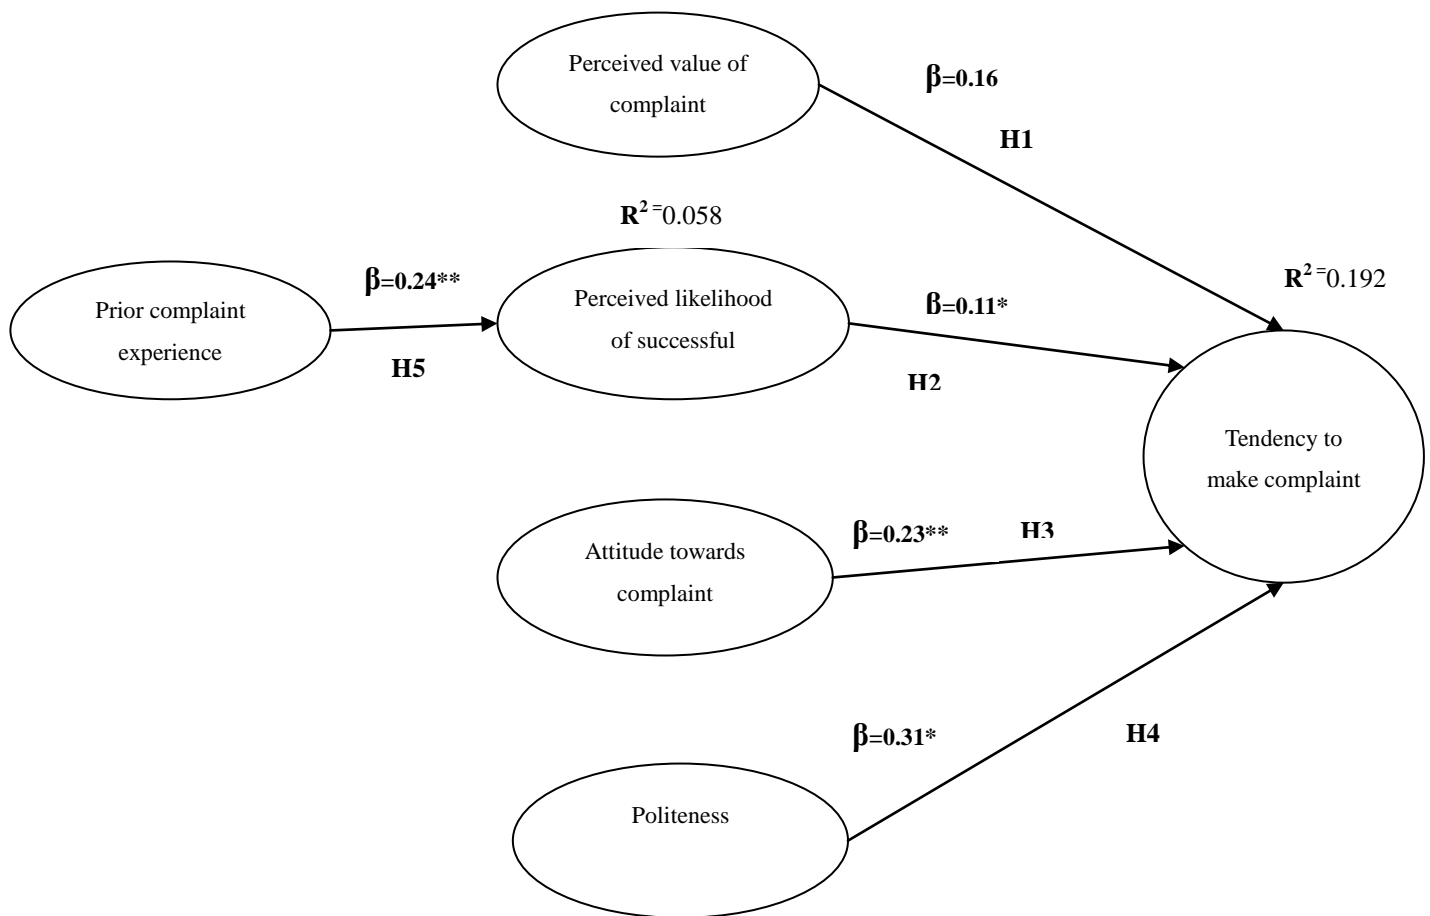 Perceived value of
complaint
β=0.16
H1
R² =0.058
R² =0.192
Prior complaint
experience
β=0.24**
H5
Perceived likelihood
of successful
ß=0.11*
H2
Tendency to
make complaint
Attitude towards
complaint
β=0.23**
H3
Politeness
β=0.31*
H4